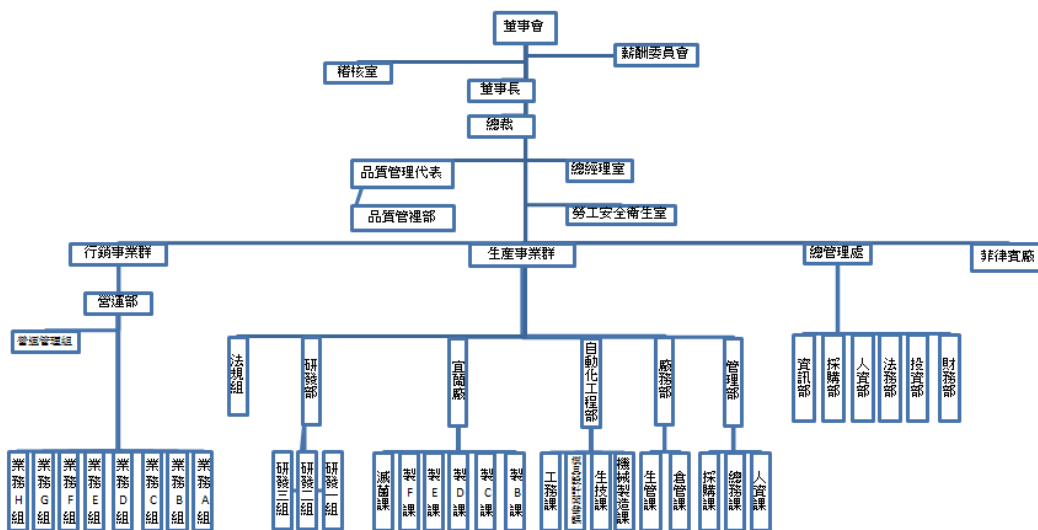 董事會
薪酬委員會
稽核室
董事長
總裁
品質管理代表
總經理室
品質管裡部
勞工安全衛生室
行銷事業群
生產事業群
總管理處
菲律賓廠
營運部
營運管理組
法規組
研發部
宜蘭廠
自動化工程部
廠務部
管理部
資訊部
採購部
人資部
法務部
投資部
財務部
業務H組
業務G組
業務F組
業務E組
業務D組
業務C組
業務B組
業務A組
研發三組
研發二組
研發一組
滅菌課
製F課
製E課
製D課
製C課
製B課
工務課
生技課
機械製造課
生管課
倉管課
採購課
總務課
人資課